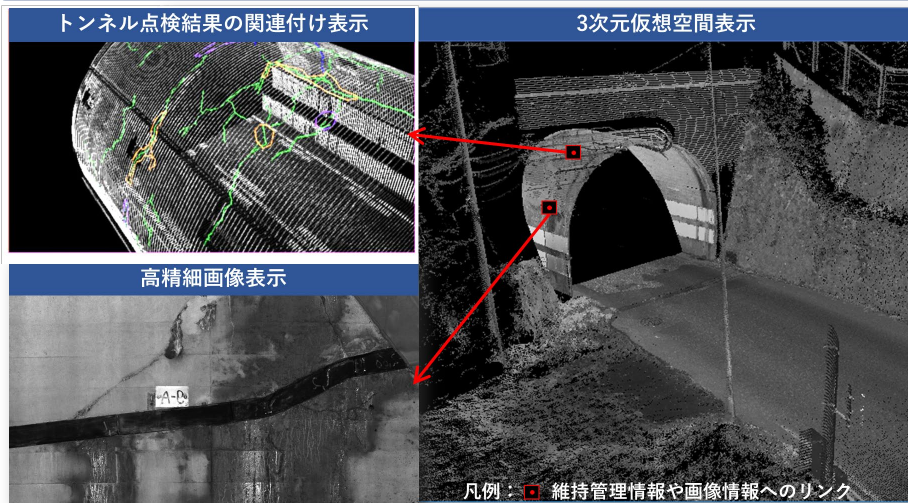 トンネル点検結果の関連付け表示
3次元仮想空間表示
高精細画像表示
A-D
凡例： 維持管理情報や画像情報へのリンク